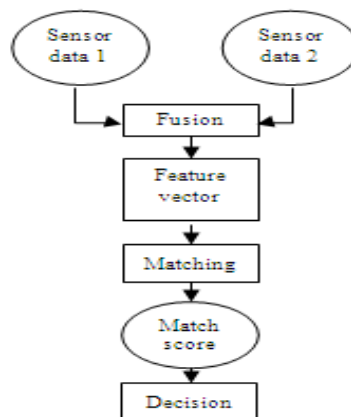 Sensor
data 1
Sensor
data 2
Fusion
Feature
vector
Matching
Match
score
Decision